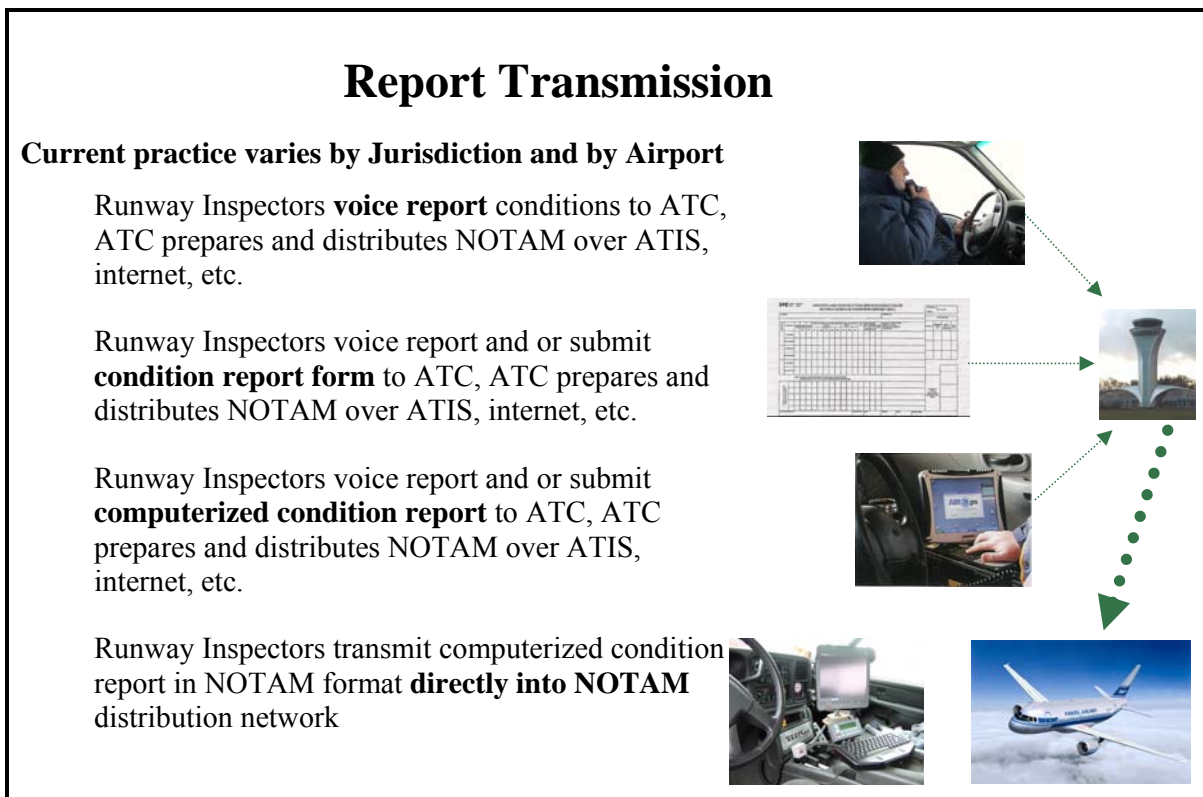 Report Transmission
Current practice varies by Jurisdiction and by Airport
Runway Inspectors voice report conditions to ATC,
ATC prepares and distributes NOTAM over ATIS,
internet, etc.
Runway Inspectors voice report and or submit
condition report form to ATC, ATC prepares and
distributes NOTAM over ATIS, internet, etc.
Runway Inspectors voice report and or submit
computerized condition report to ATC, ATC
prepares and distributes NOTAM over ATIS,
internet, etc.
Runway Inspectors transmit computerized condition
report in NOTAM format directly into NOTAM
distribution network